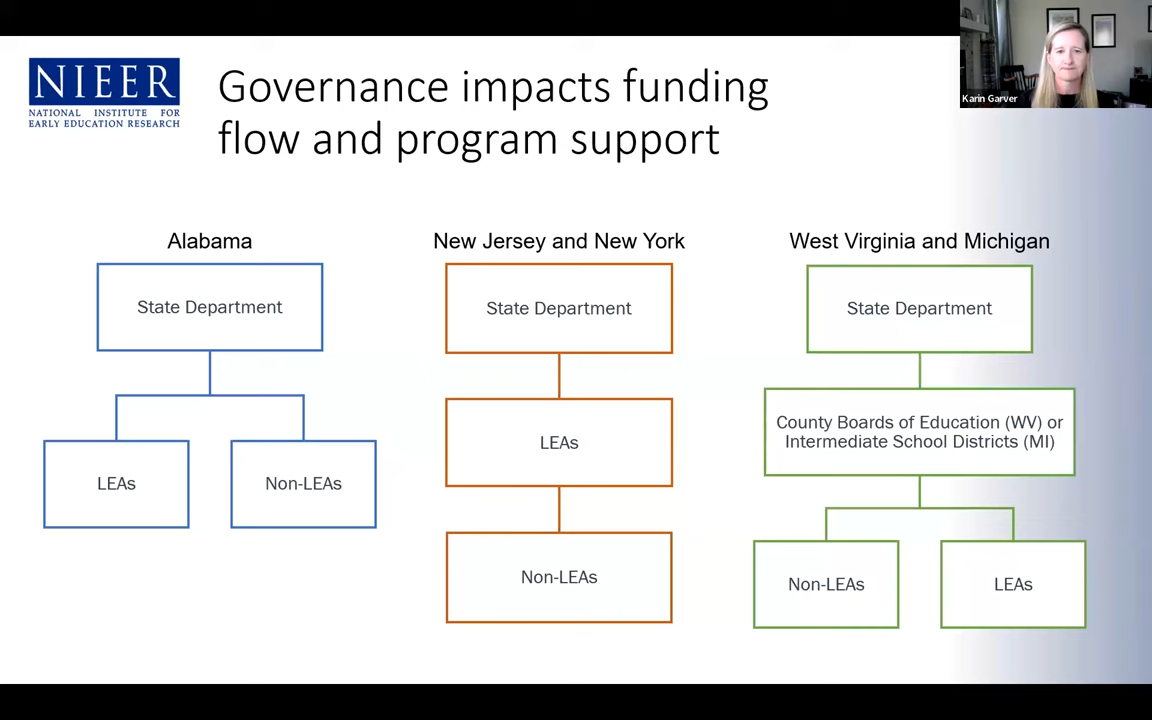 Karin Garver
NIEER
NATIONAL INSTITUTE FOR
EARLY EDUCATION RESEARCH
Governance impacts funding
flow and program support
Alabama
State Department
LEAs
Non-LEAs
New Jersey and New York
State Department
LEAs
Non-LEAs
West Virginia and Michigan
State Department
County Boards of Education (WV) or
Intermediate School Districts (MI)
Non-LEAs
LEAs